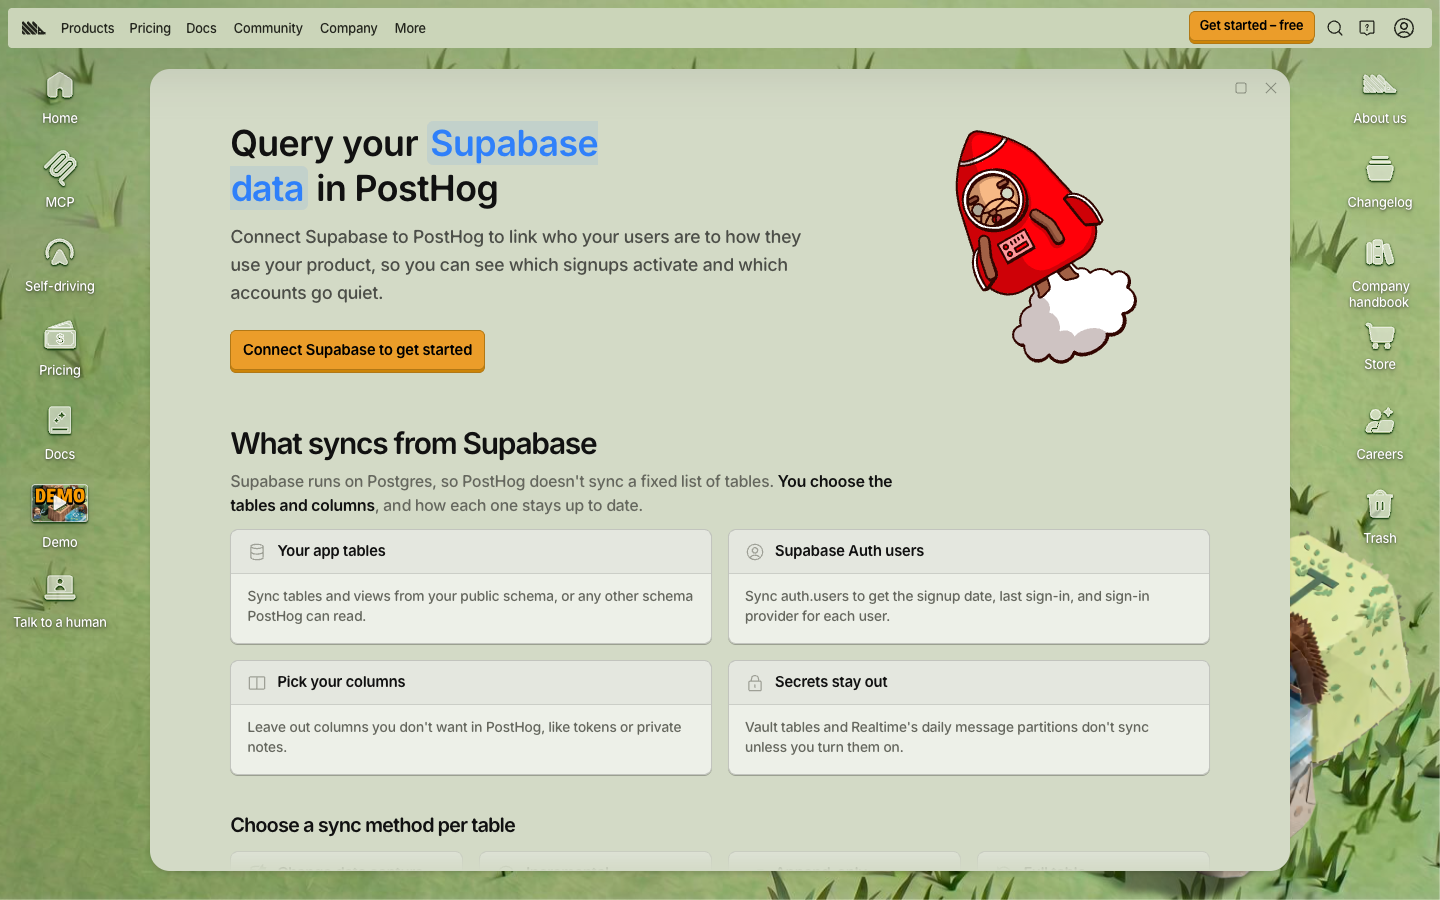 Products Pricing Docs Community Company More
Get started – free
Home
MCP
Self-driving
Pricing
Docs
DEMO
Demo
Talk to a human
Query your Supabase
data in PostHog
Connect Supabase to PostHog to link who your users are to how they
use your product, so you can see which signups activate and which
accounts go quiet.
Connect Supabase to get started
What syncs from Supabase
Supabase runs on Postgres, so PostHog doesn't sync a fixed list of tables. You choose the
tables and columns, and how each one stays up to date.
Your app tables
Sync tables and views from your public schema, or any other schema
PostHog can read.
Supabase Auth users
Sync auth.users to get the signup date, last sign-in, and sign-in
provider for each user.
Pick your columns
Leave out columns you don't want in PostHog, like tokens or private
notes.
Secrets stay out
Vault tables and Realtime's daily message partitions don't sync
unless you turn them on.
Choose a sync method per table
About us
Changelog
Company
handbook
Store
Careers
Trash